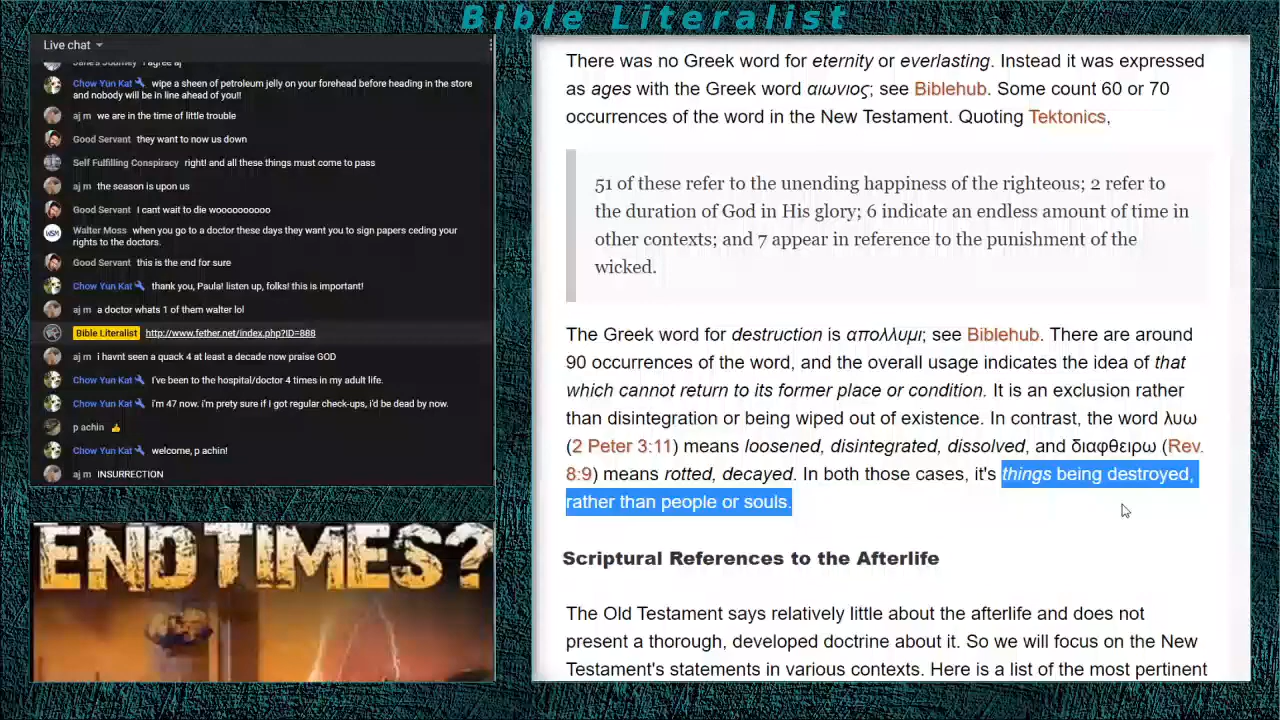 Bible Literalist
Live chat
Jane's Journey I agree aj
Chow Yun Kat wipe a sheen of petroleum jelly on your forehead before heading in the store
and nobody will be in line ahead of you!!
aj m we are in the time of little trouble
Good Servant they want to now us down
Self Fulfilling Conspiracy right! and all these things must come to pass
aj m the season is upon us
Good Servant I cant wait to die woooooooooo
WSM Walter Moss when you go to a doctor these days they want you to sign papers ceding your
rights to the doctors.
Good Servant this is the end for sure
Chow Yun Kat thank you, Paula! listen up, folks! this is important!
aj m a doctor whats 1 of them walter lol
Bible Literalist http://www.fether.net/index.php?ID=888
aj m i havnt seen a quack 4 at least a decade now praise GOD
Chow Yun Kat I've been to the hospital/doctor 4 times in my adult life.
Chow Yun Kat i'm 47 now. i'm prety sure if I got regular check-ups, i'd be dead by now.
p achin 👍
Chow Yun Kat welcome, p achin!
aj m INSURRECTION
END TIMES?
There was no Greek word for eternity or everlasting. Instead it was expressed
as ages with the Greek word αιωνιος; see Biblehub. Some count 60 or 70
occurrences of the word in the New Testament. Quoting Tektonics,
51 of these refer to the unending happiness of the righteous; 2 refer to
the duration of God in His glory; 6 indicate an endless amount of time in
other contexts; and 7 appear in reference to the punishment of the
wicked.
The Greek word for destruction is απολλυμι; see Biblehub. There are around
90 occurrences of the word, and the overall usage indicates the idea of that
which cannot return to its former place or condition. It is an exclusion rather
than disintegration or being wiped out of existence. In contrast, the word λυω
(2 Peter 3:11) means loosened, disintegrated, dissolved, and διαφθειρω (Rev.
8:9) means rotted, decayed. In both those cases, it's things being destroyed,
rather than people or souls.
Scriptural References to the Afterlife
The Old Testament says relatively little about the afterlife and does not
present a thorough, developed doctrine about it. So we will focus on the New
Testament's statements in various contexts. Here is a list of the most pertinent